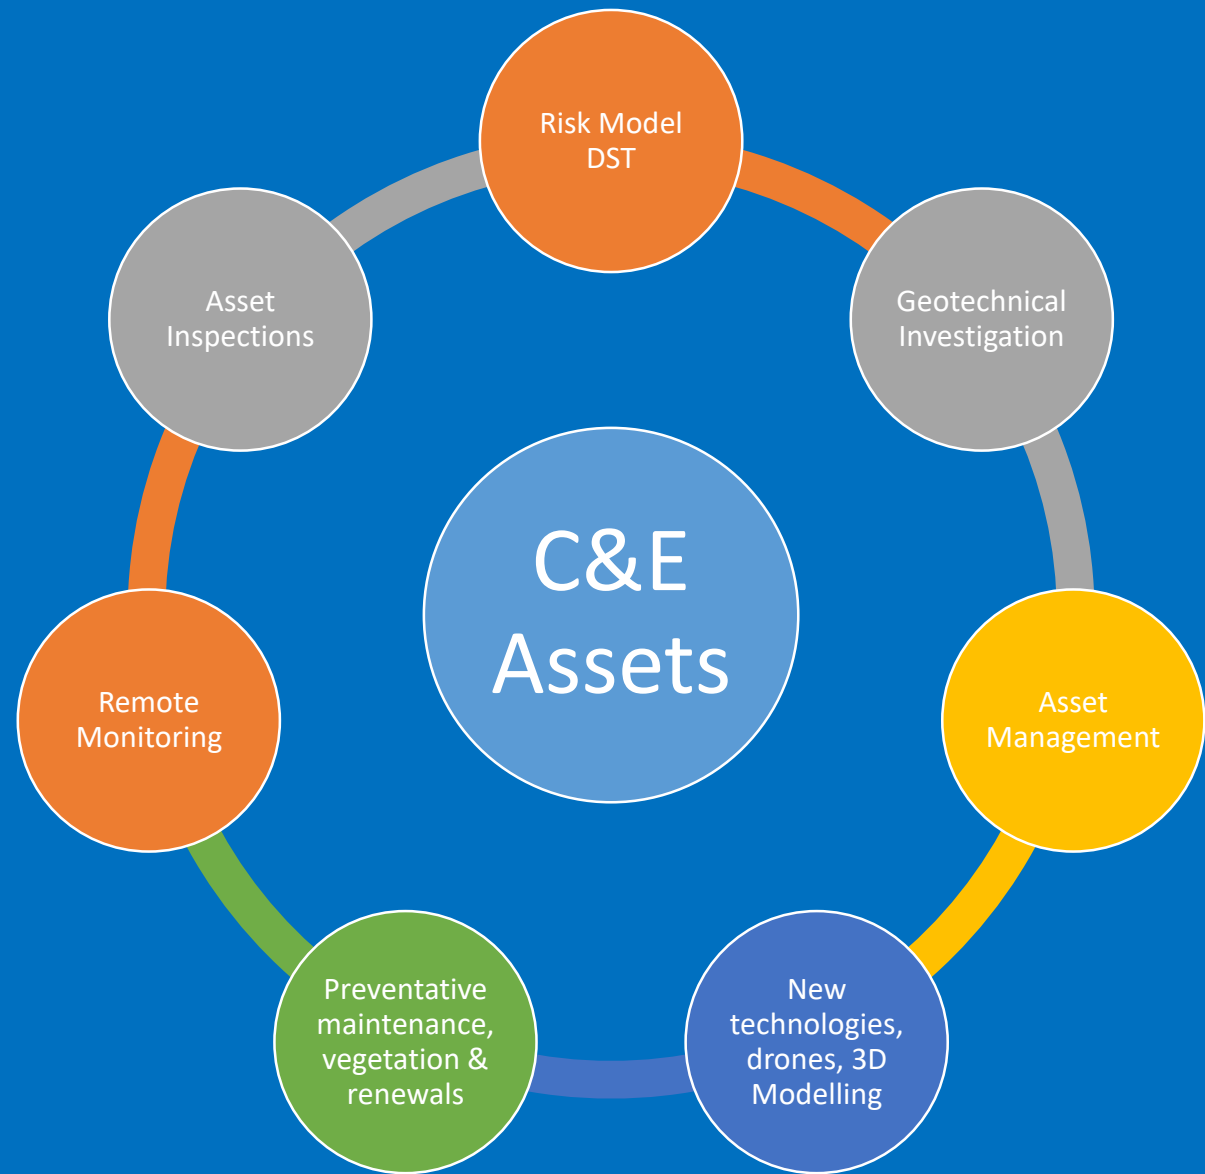 Risk Model
DST
Geotechnical
Investigation
Asset
Management
New
technologies,
drones, 3D
Modelling
Preventative
maintenance,
vegetation &
renewals
Remote
Monitoring
Asset
Inspections
C&E
Assets